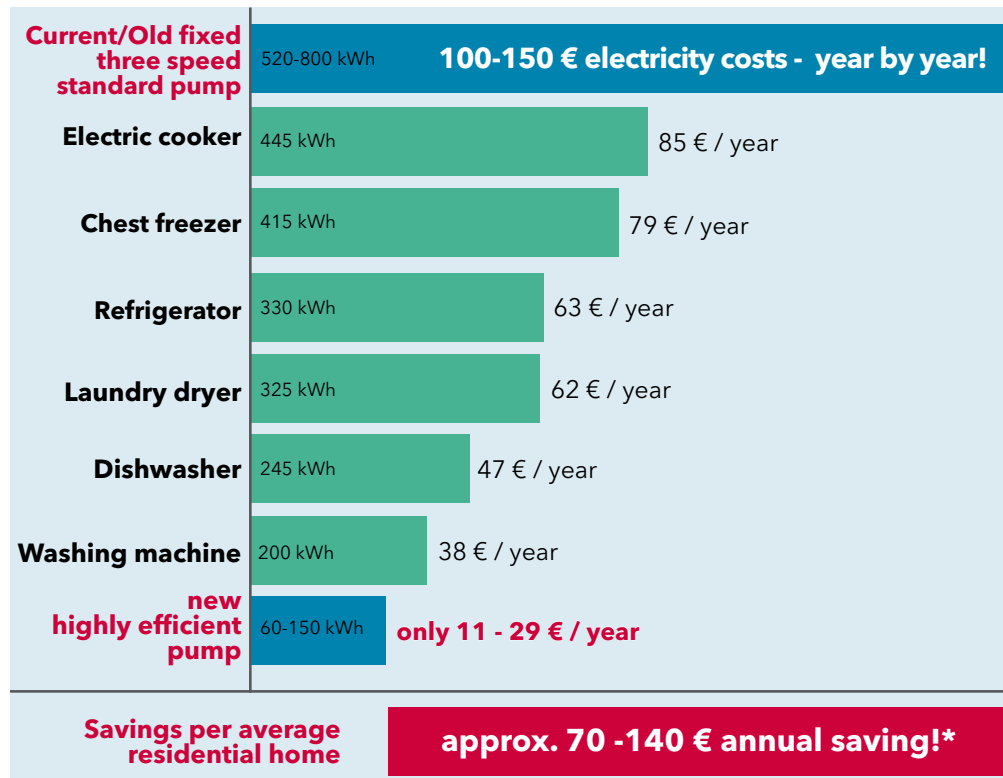 Current/Old fixed
three speed
standard pump
520-800 kWh
100-150 € electricity costs - year by year!
Electric cooker
445 kWh
85 € / year
Chest freezer
415 kWh
79 € / year
Refrigerator
330 kWh
63 € / year
Laundry dryer
325 kWh
62 € / year
Dishwasher
245 kWh
47 € / year
Washing machine
200 kWh
38 € / year
new
highly efficient
pump
60-150 kWh
only 11 - 29 € / year
Savings per average
residential home
approx. 70 -140 € annual saving!*